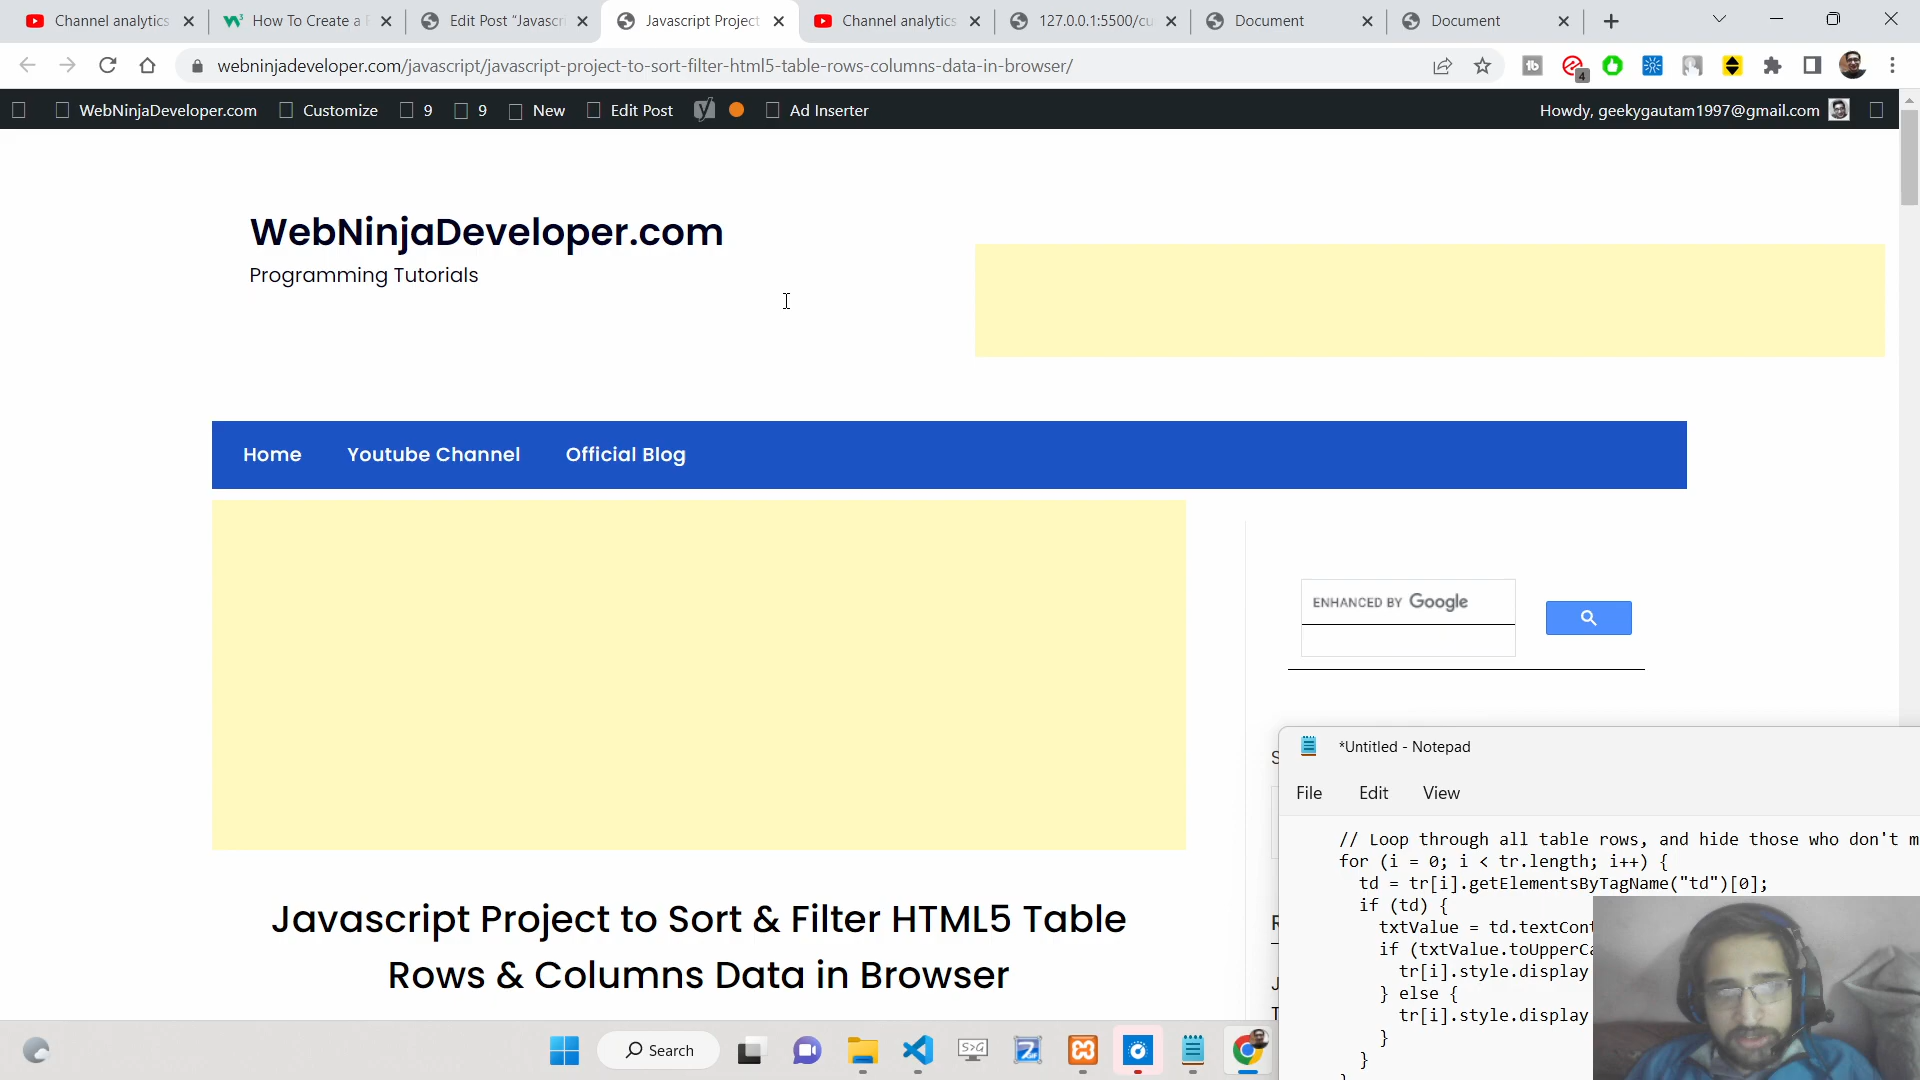 Channel analytics
How To Create a F
Edit Post "Javascri
Javascript Project
Channel analytics
127.0.0.1:5500/cu
Document
Document
webninjadeveloper.com/javascript/javascript-project-to-sort-filter-html5-table-rows-columns-data-in-browser/
4
WebNinjaDeveloper.com
Customize
9
9
New
Edit Post
Ad Inserter
Howdy, geekygautam1997@gmail.com
WebNinjaDeveloper.com
Programming Tutorials
Home
Youtube Channel
Official Blog
ENHANCED BY Google
Javascript Project to Sort & Filter HTML5 Table
Rows & Columns Data in Browser
*Untitled - Notepad
File
Edit
View
// Loop through all table rows, and hide those who don't m
for (i = 0; i < tr.length; i++) {
td = tr[i].getElementsByTagName("td")[0];
if (td) {
txtValue = td.textCont
if (txtValue.toUpperCa
tr[i].style.display
} else {
tr[i].style.display
}
}
Search